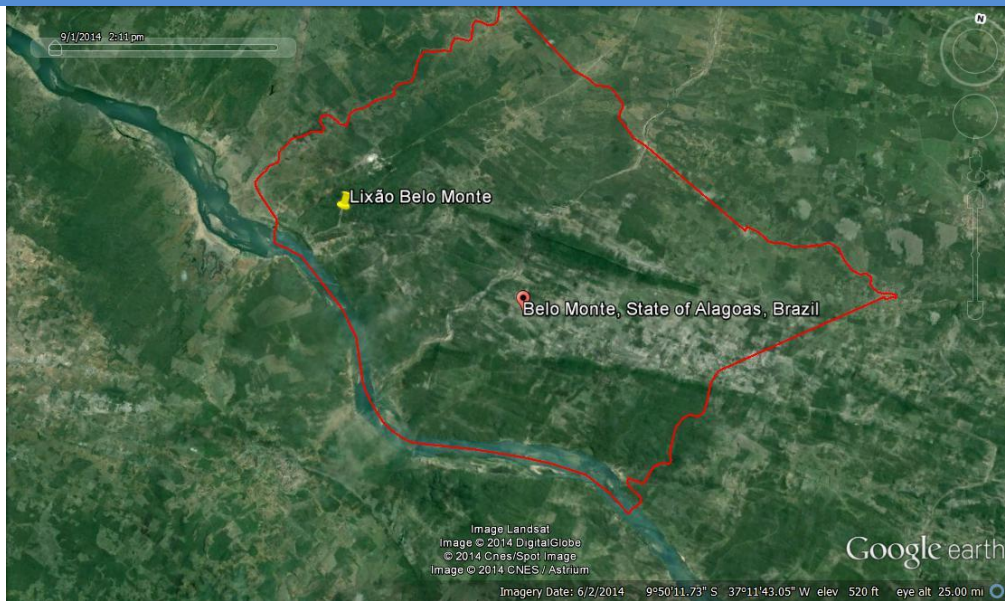 9/1/2014 2:11 pm
N
Lixão Belo Monte
Belo Monte, State of Alagoas, Brazil
Image Landsat
Image © 2014 DigitalGlobe
© 2014 Cnes/Spot Image
Image © 2014 CNES / Astrium
Google earth
Imagery Date: 6/2/2014 9°50'11.73" S 37°11'43.05" W elev 520 ft eye alt 25.00 mi